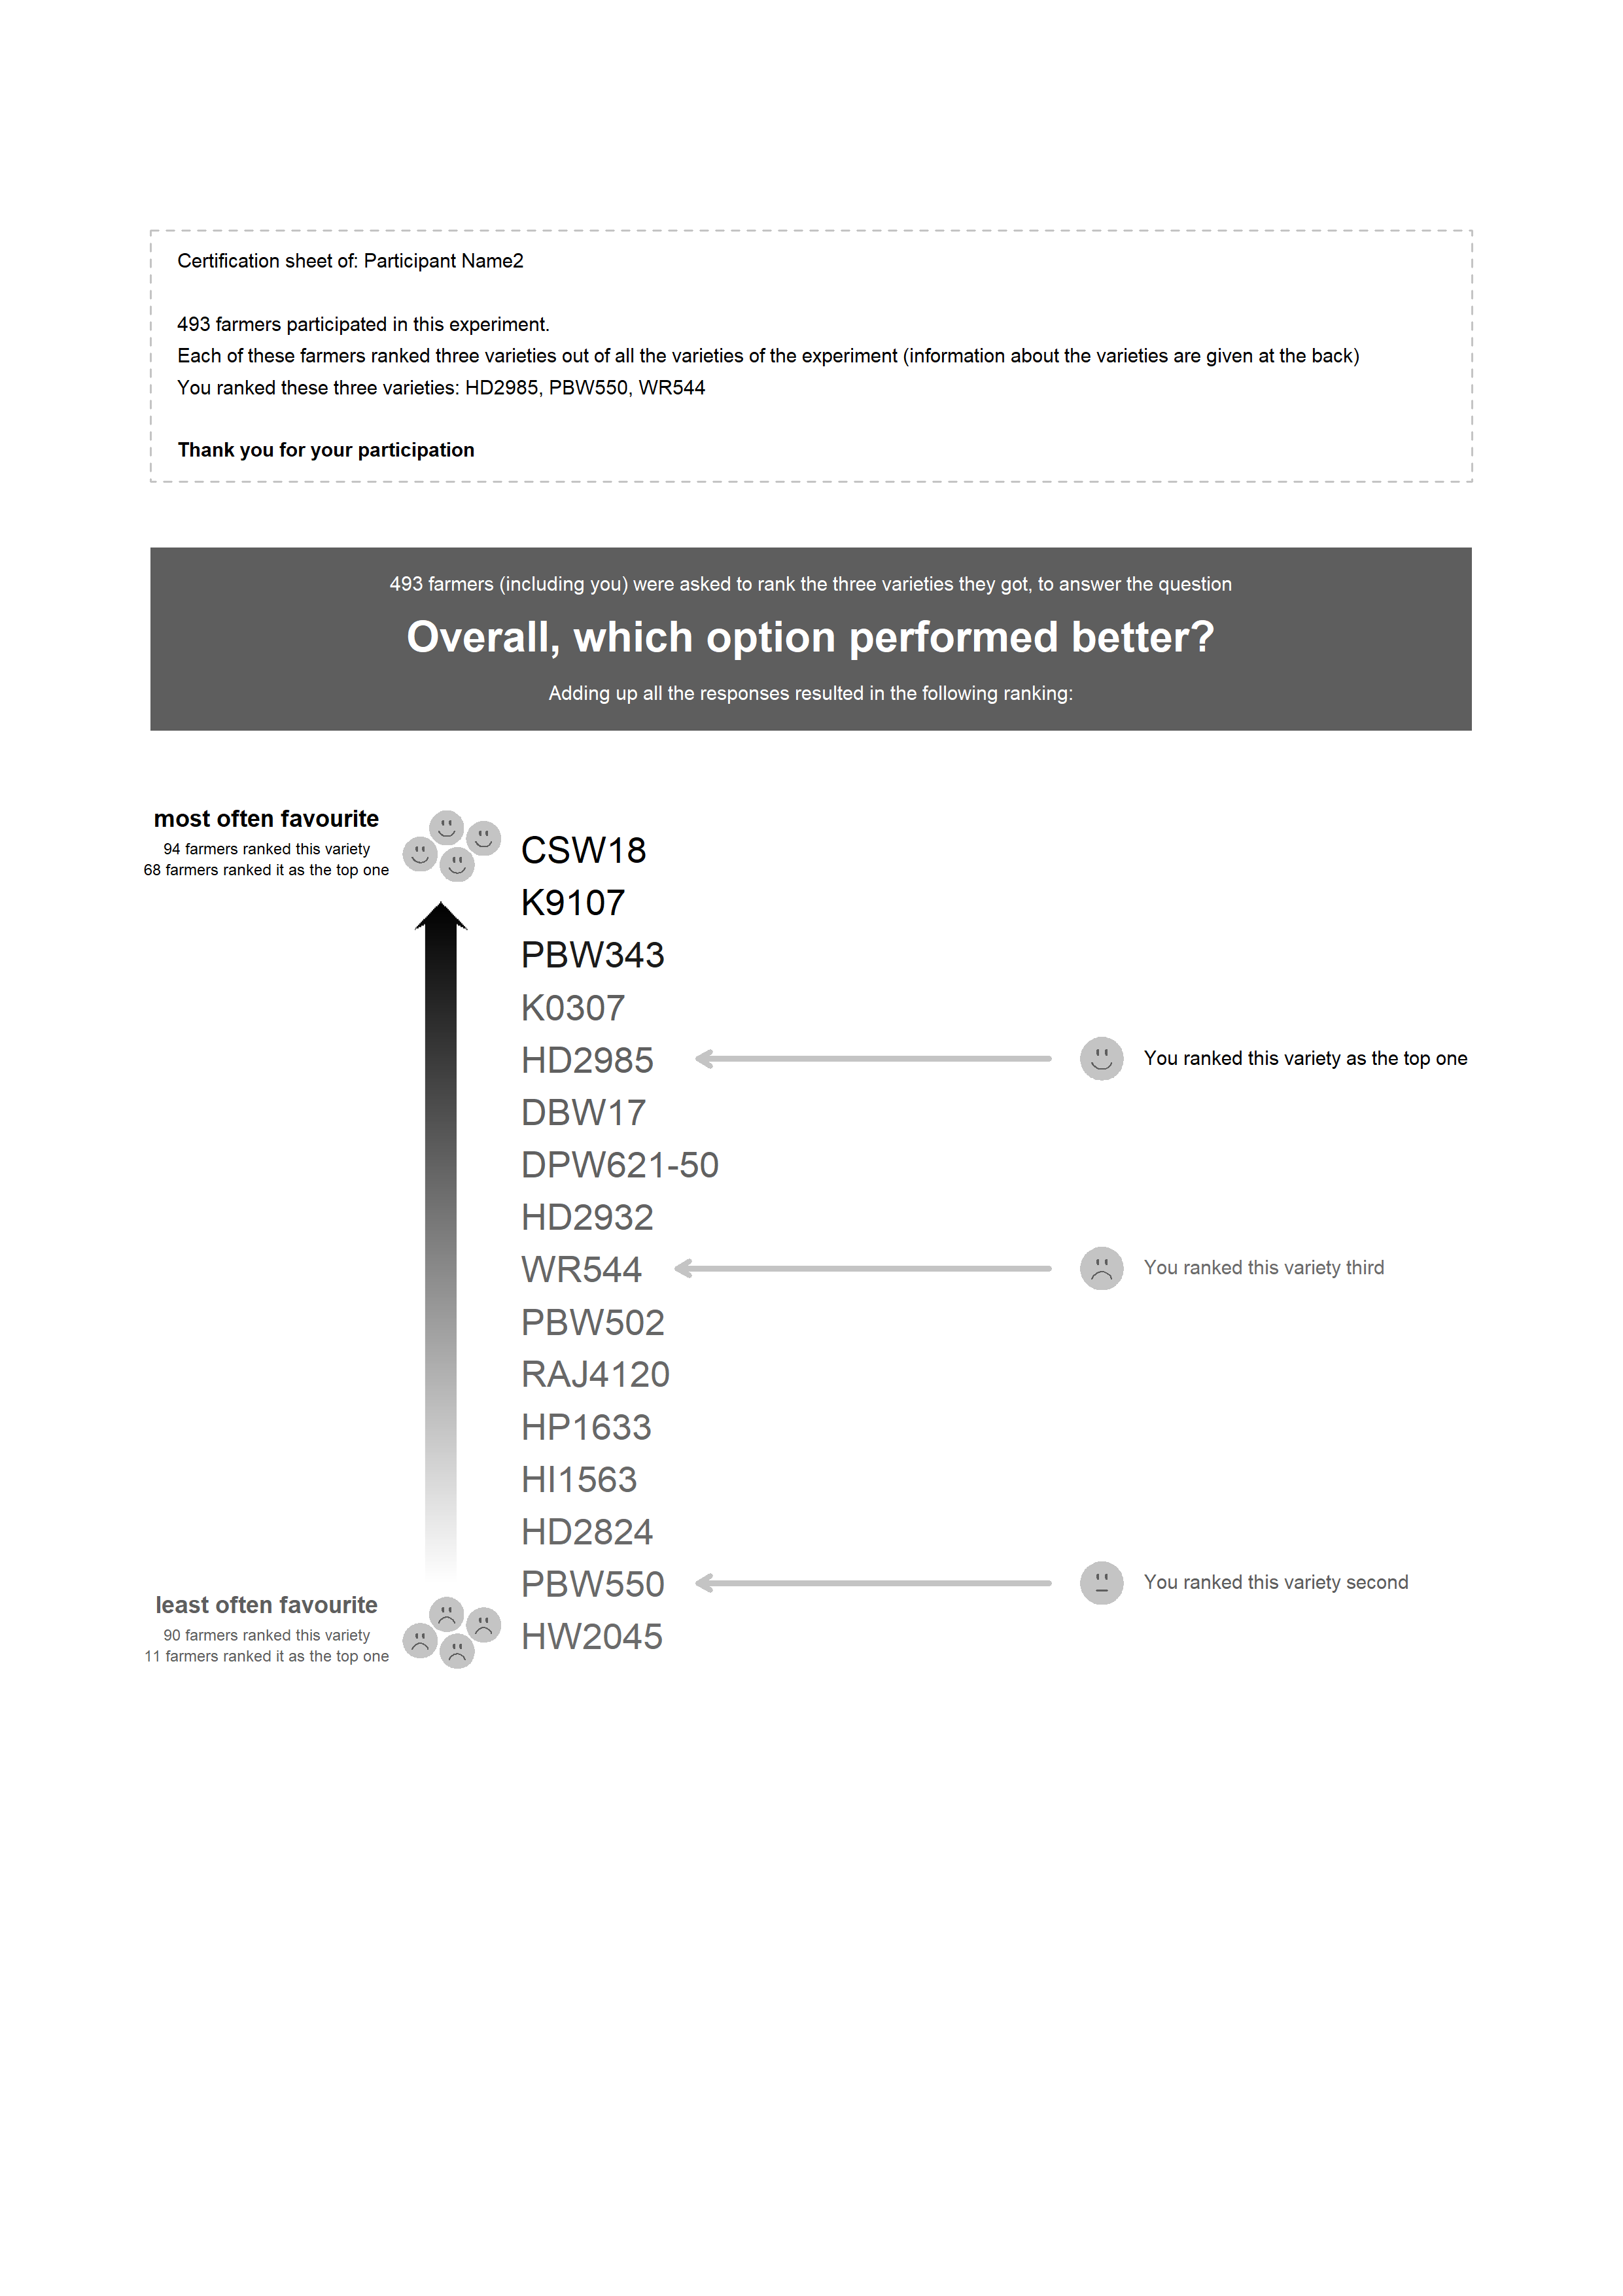 Certification sheet of: Participant Name2
493 farmers participated in this experiment.
Each of these farmers ranked three varieties out of all the varieties of the experiment (information about the varieties are given at the back)
You ranked these three varieties: HD2985, PBW550, WR544
Thank you for your participation
493 farmers (including you) were asked to rank the three varieties they got, to answer the question
Overall, which option performed better?
Adding up all the responses resulted in the following ranking:
most often favourite
94 farmers ranked this variety
68 farmers ranked it as the top one
CSW18
K9107
PBW343
K0307
HD2985
You ranked this variety as the top one
DBW17
DPW621-50
HD2932
WR544
You ranked this variety third
PBW502
RAJ4120
HP1633
HI1563
HD2824
PBW550
You ranked this variety second
least often favourite
90 farmers ranked this variety
11 farmers ranked it as the top one
HW2045